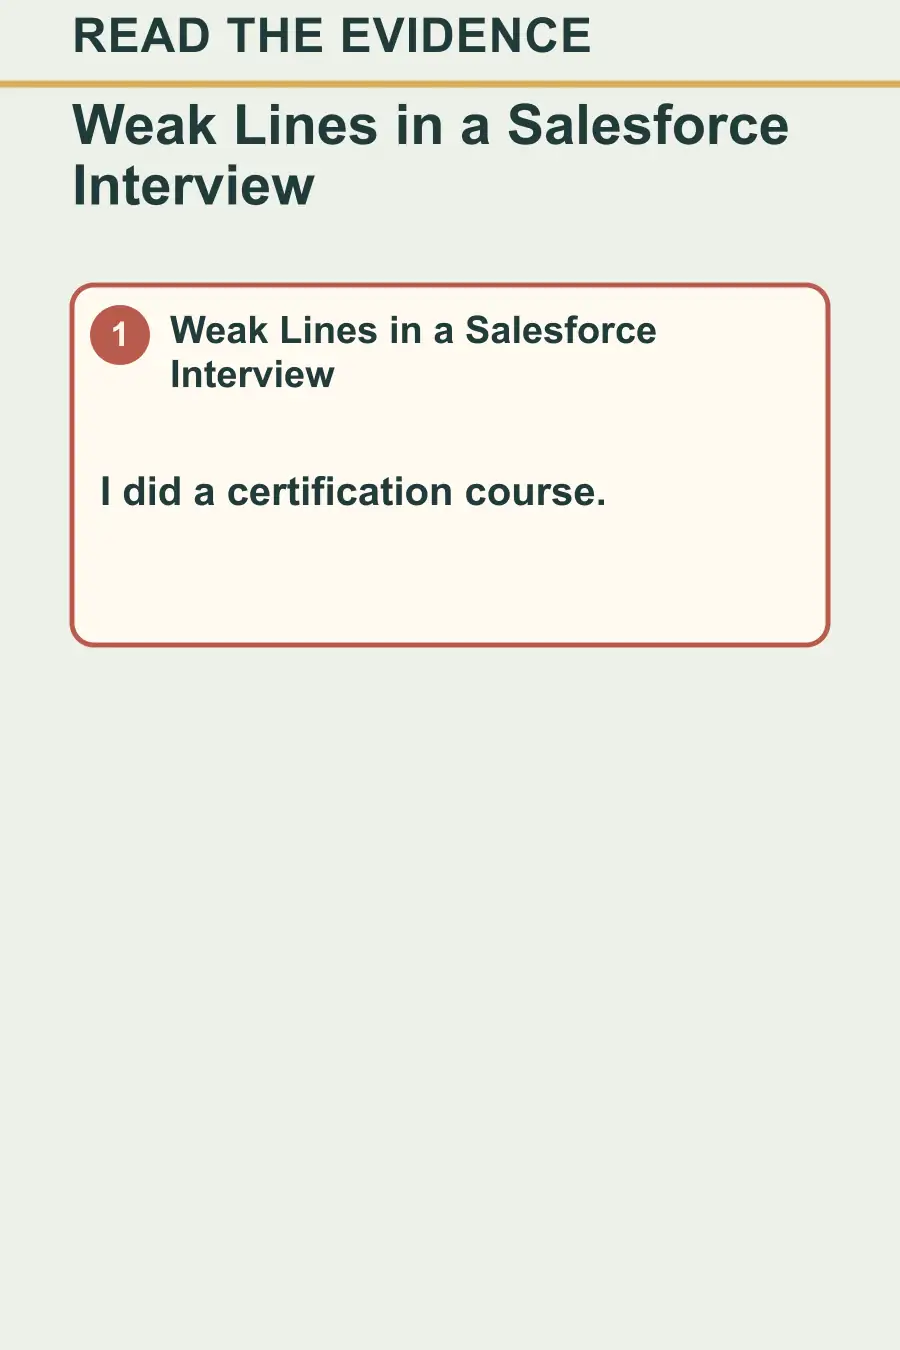 READ THE EVIDENCE
Weak Lines in a Salesforce
Interview
1
Weak Lines in a Salesforce
Interview
I did a certification course.